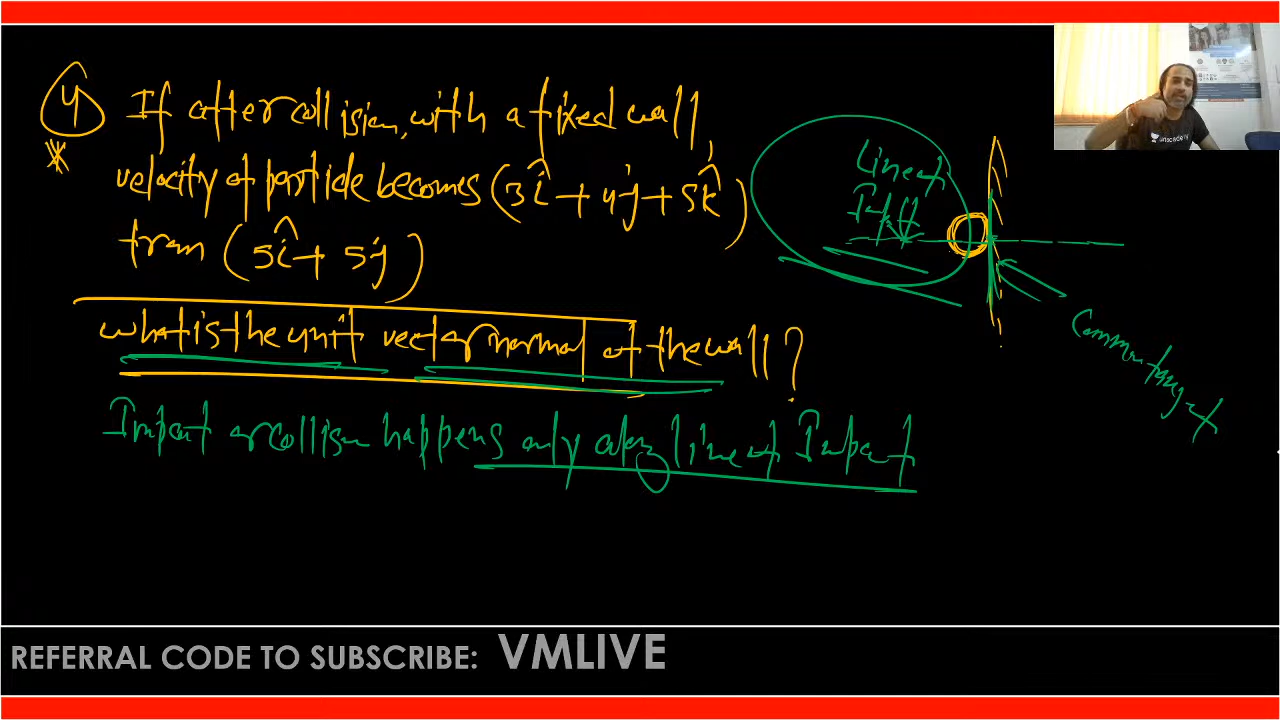 4 If after collision, with a fixed wall,
velocity of particle becomes (3î + 4ĵ + 5k̂)
from (5î + 5ĵ)
what is the unit vector normal of the wall?
Impact or collision happens only along line of Impact
Line of
Impact
Common tangent
REFERRAL CODE TO SUBSCRIBE: VMLIVE
unacademy